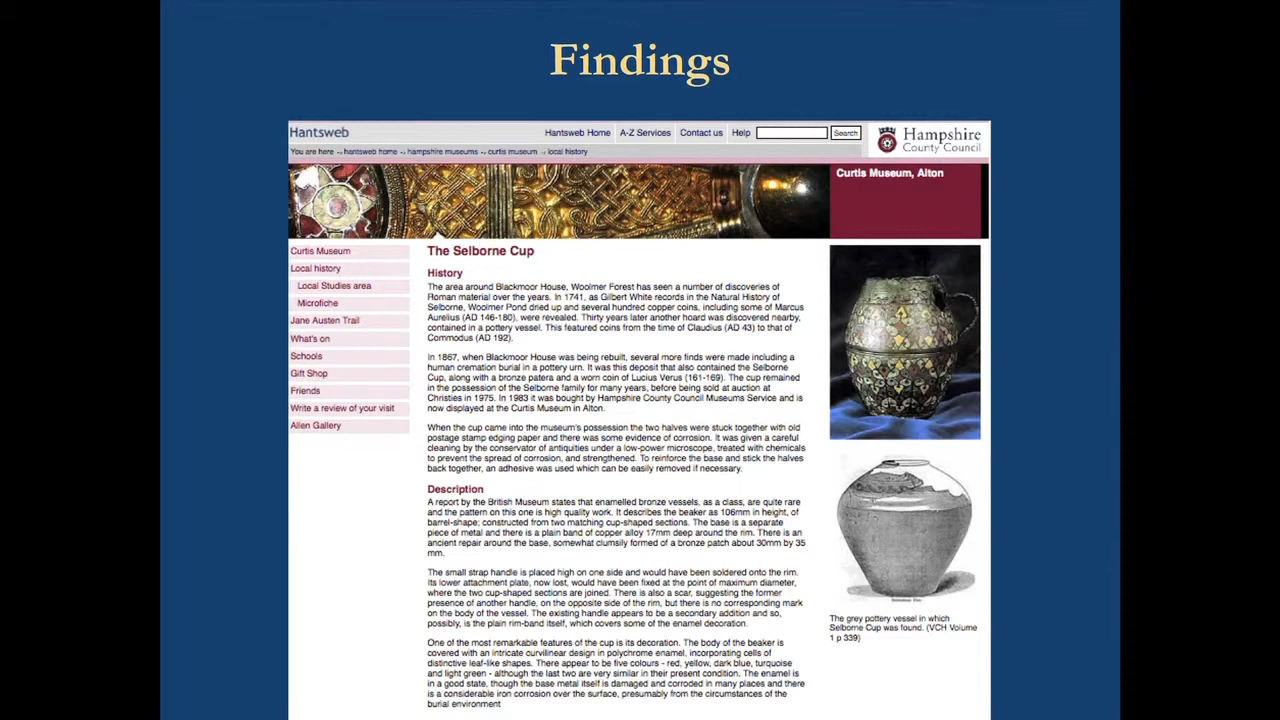 Findings
Hantsweb
Hantsweb Home
A-Z Services
Contact us
Help
Search
Hampshire
County Council
You are here → hantsweb home → hampshire museums → curtis museum → local history
Curtis Museum, Alton
Curtis Museum
Local history
Local Studies area
Microfiche
Jane Austen Trail
What's on
Schools
Gift Shop
Friends
Write a review of your visit
Allen Gallery
The Selborne Cup
History
The area around Blackmoor House, Woolmer Forest has seen a number of discoveries of
Roman material over the years. In 1741, as Gilbert White records in the Natural History of
Selborne, Woolmer Pond dried up and several hundred copper coins, including some of Marcus
Aurelius (AD 146-180), were revealed. Thirty years later another hoard was discovered nearby,
contained in a pottery vessel. This featured coins from the time of Claudius (AD 43) to that of
Commodus (AD 192).
In 1867, when Blackmoor House was being rebuilt, several more finds were made including a
human cremation burial in a pottery urn. It was this deposit that also contained the Selborne
Cup, along with a bronze patera and a worn coin of Lucius Verus (161-169). The cup remained
in the possession of the Selborne family for many years, before being sold at auction at
Christies in 1975. In 1983 it was bought by Hampshire County Council Museums Service and is
now displayed at the Curtis Museum in Alton.
When the cup came into the museum's possession the two halves were stuck together with old
postage stamp edging paper and there was some evidence of corrosion. It was given a careful
cleaning by the conservator of antiquities under a low-power microscope, treated with chemicals
to prevent the spread of corrosion, and strengthened. To reinforce the base and stick the halves
back together, an adhesive was used which can be easily removed if necessary.
Description
A report by the British Museum states that enamelled bronze vessels, as a class, are quite rare
and the pattern on this one is high quality work. It describes the beaker as 106mm in height, of
barrel-shape; constructed from two matching cup-shaped sections. The base is a separate
piece of metal and there is a plain band of copper alloy 17mm deep around the rim. There is an
ancient repair around the base, somewhat clumsily formed of a bronze patch about 30mm by 35
mm.
The small strap handle is placed high on one side and would have been soldered onto the rim.
Its lower attachment plate, now lost, would have been fixed at the point of maximum diameter,
where the two cup-shaped sections are joined. There is also a scar, suggesting the former
presence of another handle, on the opposite side of the rim, but there is no corresponding mark
on the body of the vessel. The existing handle appears to be a secondary addition and so,
possibly, is the plain rim-band itself, which covers some of the enamel decoration.
One of the most remarkable features of the cup is its decoration. The body of the beaker is
covered with an intricate curvilinear design in polychrome enamel, incorporating cells of
distinctive leaf-like shapes. There appear to be five colours - red, yellow, dark blue, turquoise
and light green - although the last two are very similar in their present condition. The enamel is
in a good state, though the base metal itself is damaged and corroded in many places and there
is a considerable iron corrosion over the surface, presumably from the circumstances of the
burial environment
The grey pottery vessel in which
Selborne Cup was found. (VCH Volume
1 p 339)